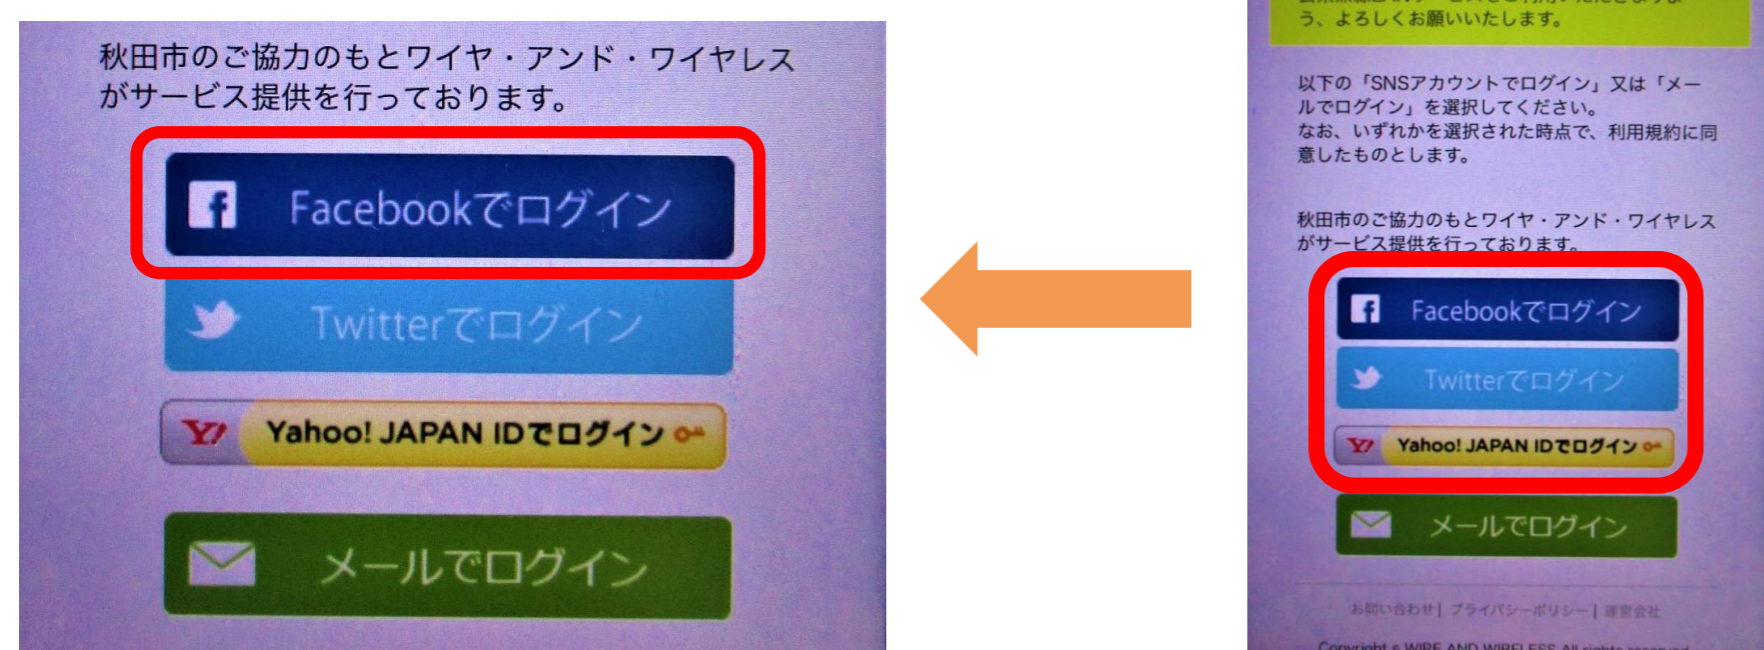 秋田市のご協力のもとワイヤ・アンド・ワイヤレス
がサービス提供を行っております。
Facebookでログイン
Twitterでログイン
Y! Yahoo! JAPAN IDでログイン
メールでログイン
う、よろしくお願いいたします。
以下の「SNSアカウントでログイン」又は「メー
ルでログイン」を選択してください。
なお、いずれかを選択された時点で、利用規約に同
意したものとします。
秋田市のご協力のもとワイヤ・アンド・ワイヤレス
がサービス提供を行っております。
Facebookでログイン
Twitterでログイン
Y! Yahoo! JAPAN IDでログイン
メールでログイン
お問い合わせ| プライバシーポリシー| 運営会社
Copyright © WIRE AND WIRELESS All rights reserved